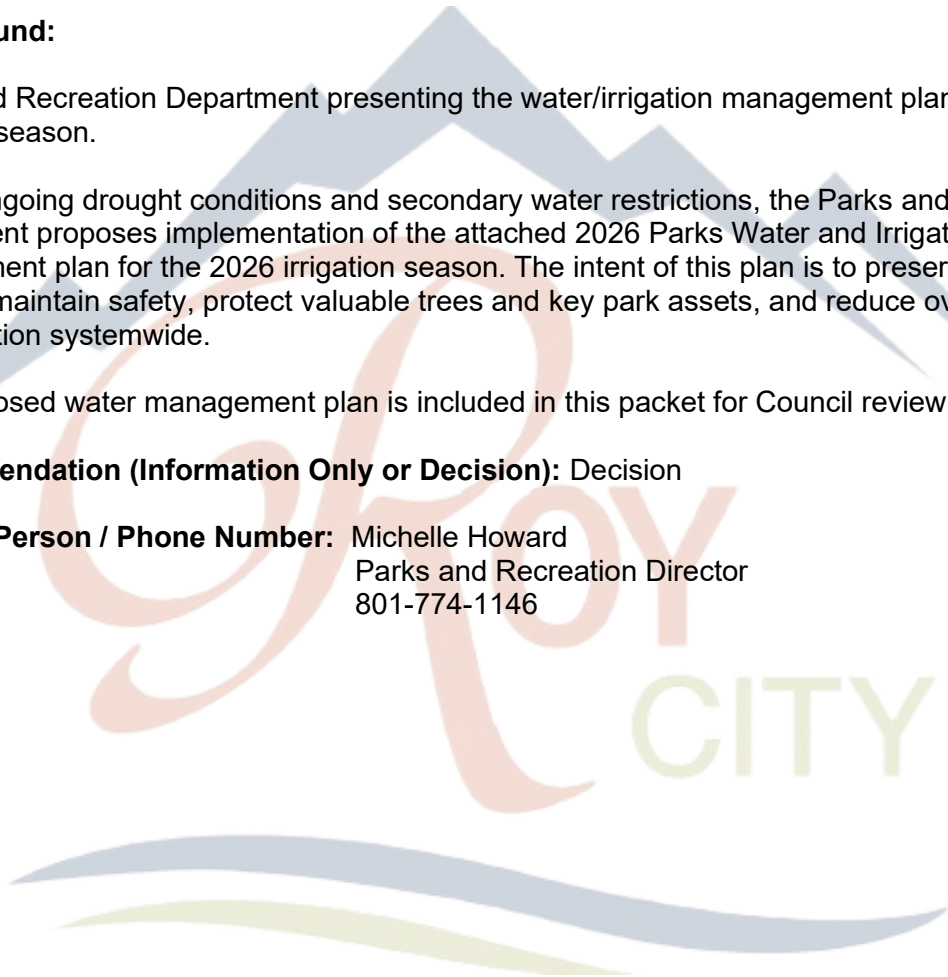 und:
d Recreation Department presenting the water/irrigation management plan
season.
ngoing drought conditions and secondary water restrictions, the Parks and
ent proposes implementation of the attached 2026 Parks Water and Irrigat
ment plan for the 2026 irrigation season. The intent of this plan is to preser
maintain safety, protect valuable trees and key park assets, and reduce ov
tion systemwide.
osed water management plan is included in this packet for Council review
endation (Information Only or Decision): Decision
Person / Phone Number: Michelle Howard
Parks and Recreation Director
801-774-1146
ROY
CITY